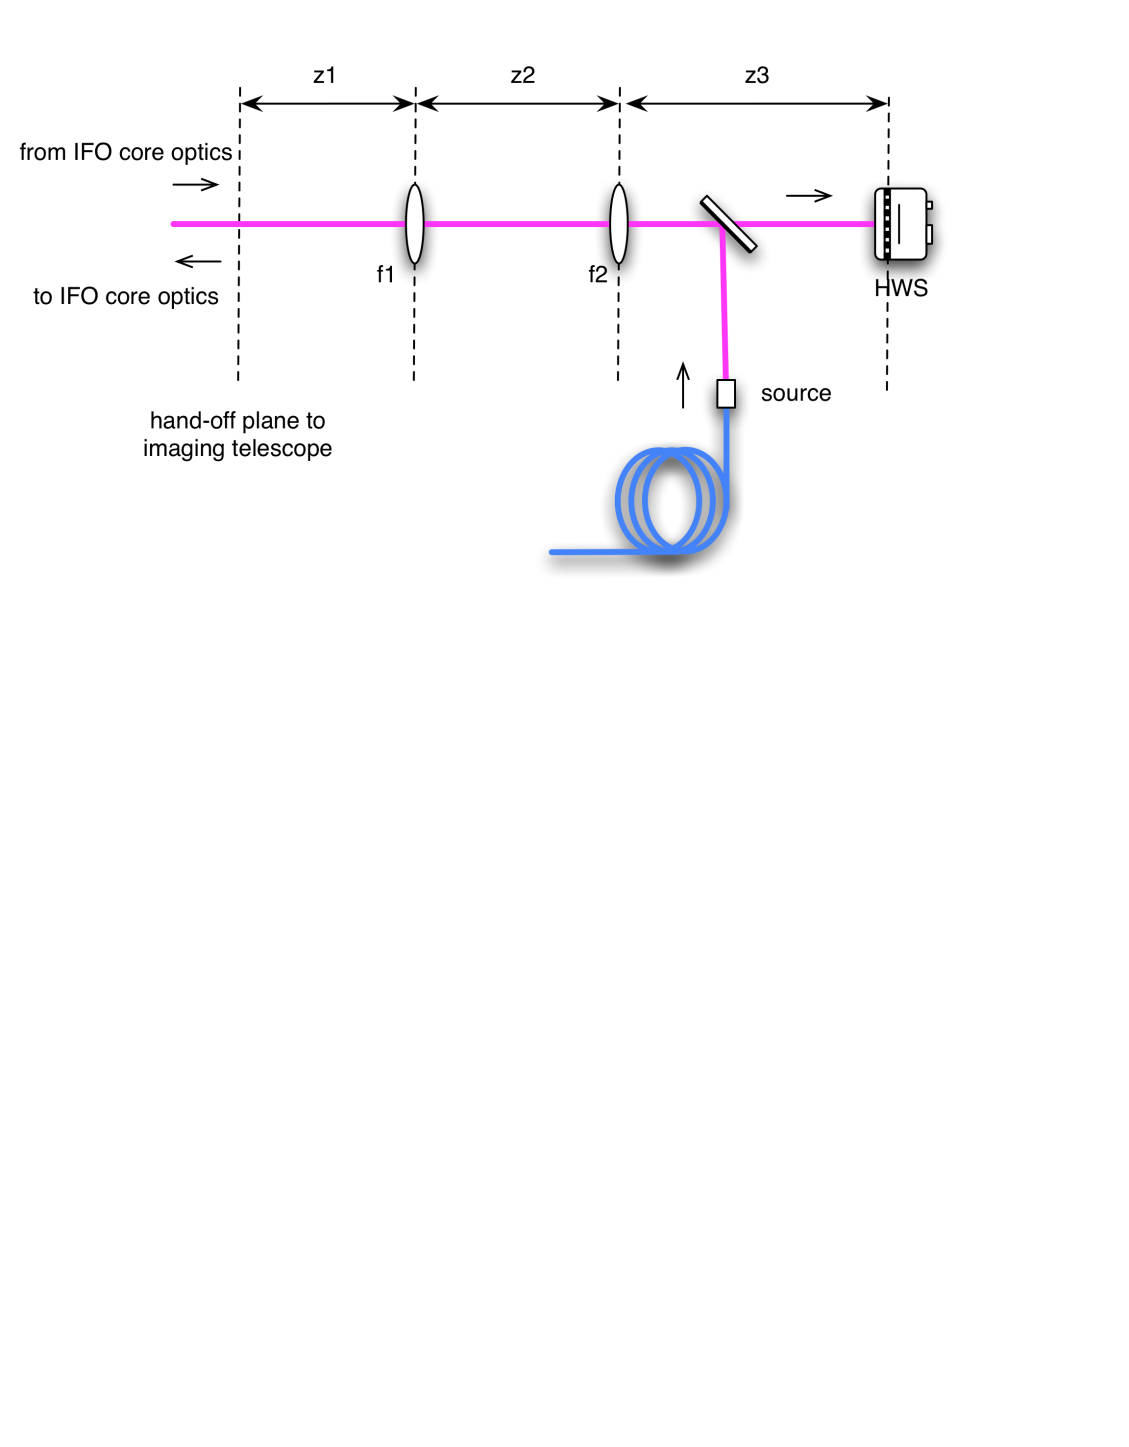 z1
z2
z3
from IFO core optics
f1
f2
HWS
to IFO core optics
source
hand-off plane to
imaging telescope